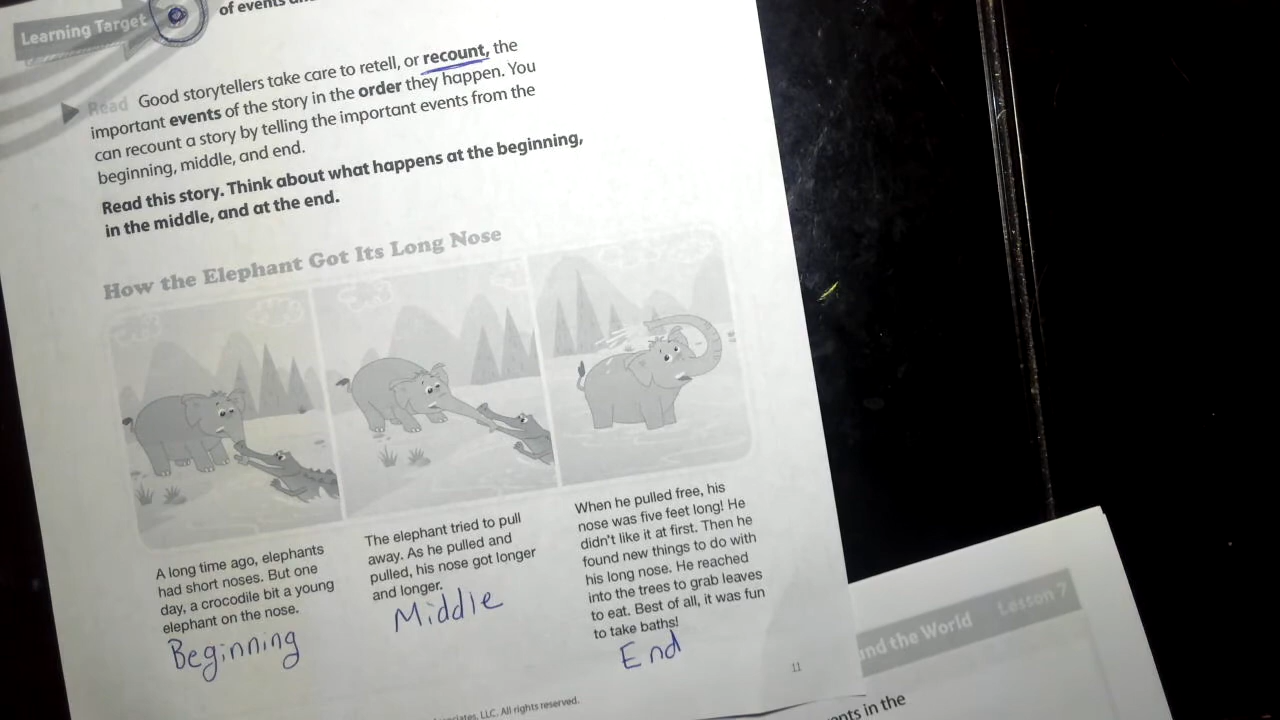 Learning Target
of events
Read Good storytellers take care to retell, or recount, the
important events of the story in the order they happen. You
can recount a story by telling the important events from the
beginning, middle, and end.
Read this story. Think about what happens at the beginning,
in the middle, and at the end.
How the Elephant Got Its Long Nose
A long time ago, elephants
had short noses. But one
day, a crocodile bit a young
elephant on the nose.
Beginning
The elephant tried to pull
away. As he pulled and
pulled, his nose got longer
and longer.
Middle
When he pulled free, his
nose was five feet long! He
didn't like it at first. Then he
found new things to do with
his long nose. He reached
into the trees to grab leaves
to eat. Best of all, it was fun
to take baths!
End
11
LLC. All rights reserved.
the World Lesson 7
in the